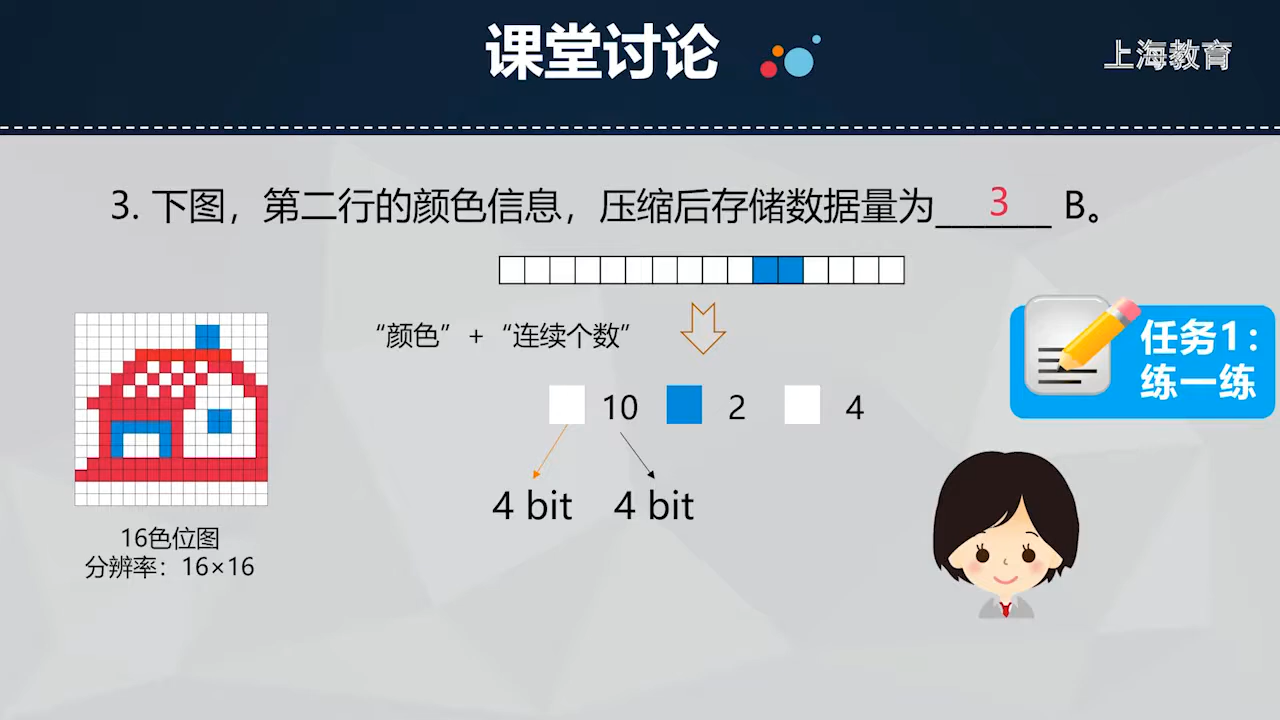 课堂讨论
上海教育
3. 下图，第二行的颜色信息，压缩后存储数据量为 3 B。
“颜色” + “连续个数”
任务1：
练一练
10 2 4
4 bit 4 bit
16色位图
分辨率：16×16